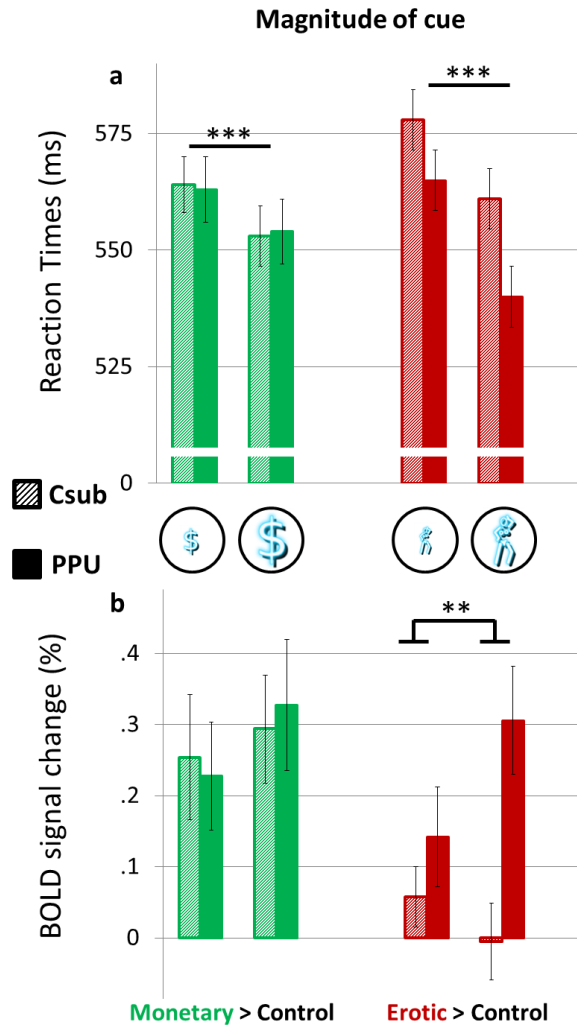 Magnitude of cue
a
Reaction Times (ms)
575
550
525
0
***
***
Csub
PPU
$
$
b
BOLD signal change (%)
.4
.3
.2
.1
0
**
Monetary > Control
Erotic > Control